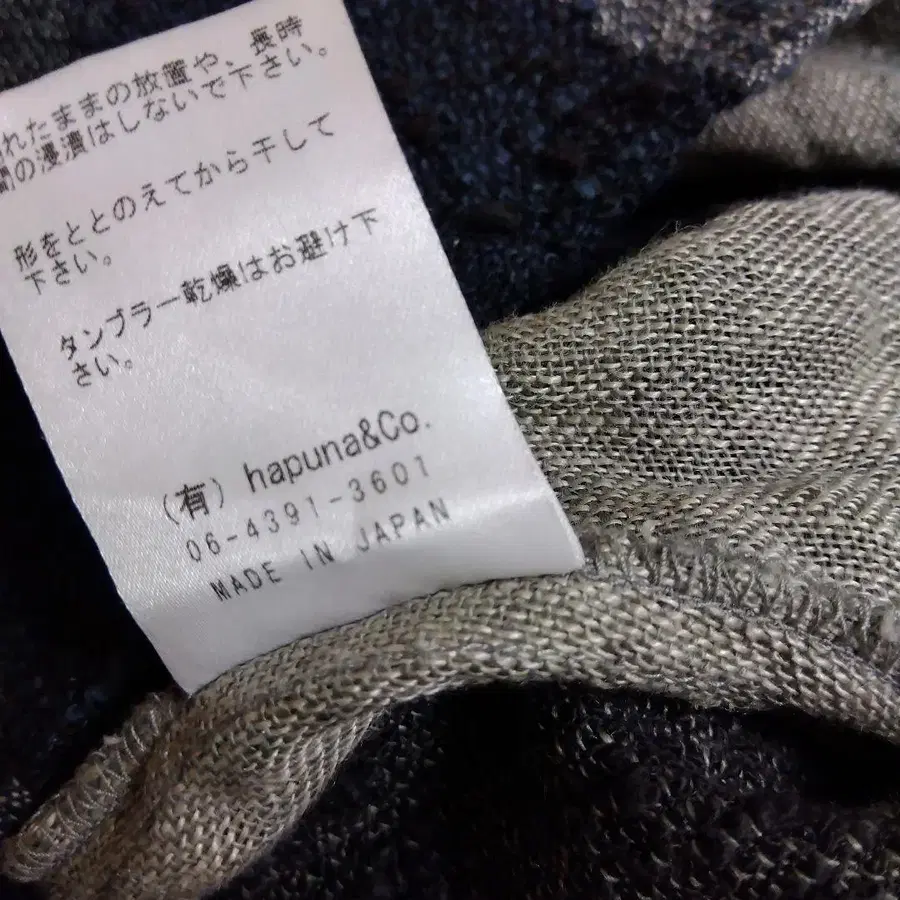 れたままの放置や、長時
間の浸漬はしないで下さい。
形をととのえてから干して
下さい。
タンブラー乾燥はお避け下
さい。
（有）hapuna&Co.
06-4391-3601
MADE IN JAPAN